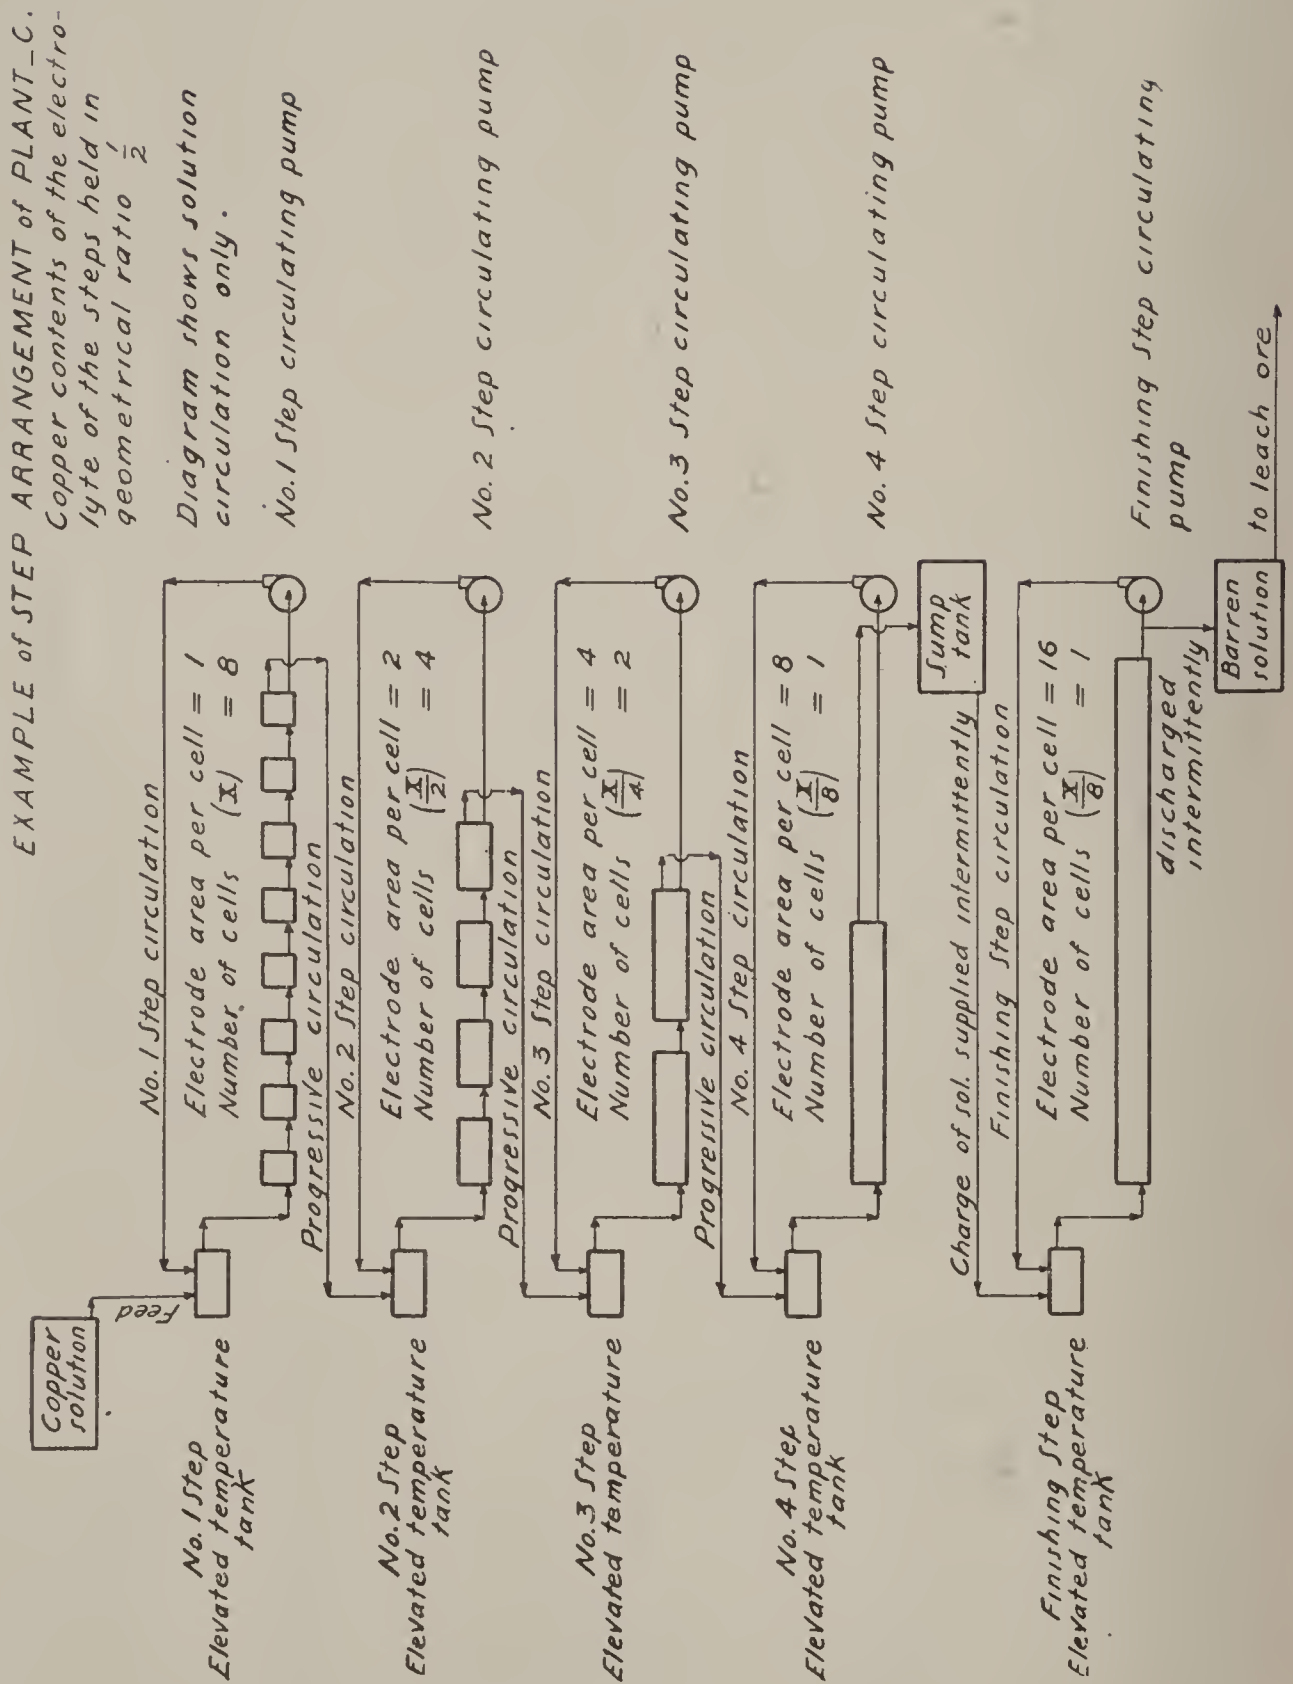 EXAMPLE of STEP ARRANGEMENT of PLANT_C.
Copper contents of the electro-
lyte of the steps held in
geometrical ratio 1/2
Diagram shows solution
circulation only.
Copper
solution
Feed
No. 1 Step circulation
No. 1 Step
Elevated temperature
tank
Electrode area per cell = 1
Number of cells (X) = 8
No. 1 Step circulating pump
Progressive circulation
No. 2 Step circulation
No. 2 Step
Elevated temperature
tank
Electrode area per cell = 2
Number of cells (X/2) = 4
No. 2 Step circulating pump
Progressive circulation
No. 3 Step circulation
No. 3 Step
Elevated temperature
Electrode area per cell = 4
Number of cells (X/4) = 2
No. 3 Step circulating pump
Progressive circulation
No. 4 Step circulation
No. 4 Step
Elevated temperature
tank
Electrode area per cell = 8
Number of cells (X/8) = 1
No. 4 Step circulating pump
Sump
tank
Charge of sol. supplied intermittently
Finishing Step circulation
Finishing Step
Elevated temperature
tank
Electrode area per cell = 16
Number of cells (X/8) = 1
Finishing Step circulating
pump
discharged
intermittently
Barren
solution
to leach ore